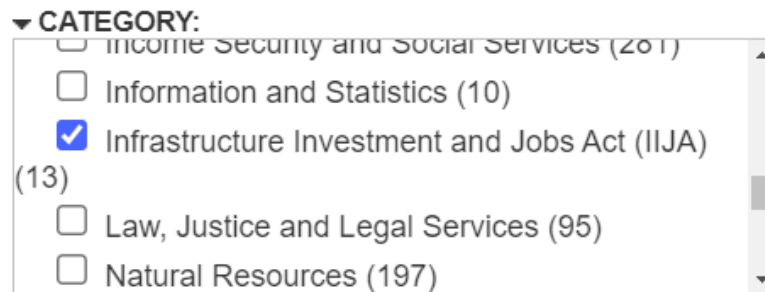 CATEGORY:
Income Security and Social Services (281)
Information and Statistics (10)
Infrastructure Investment and Jobs Act (IIJA)
(13)
Law, Justice and Legal Services (95)
Natural Resources (197)